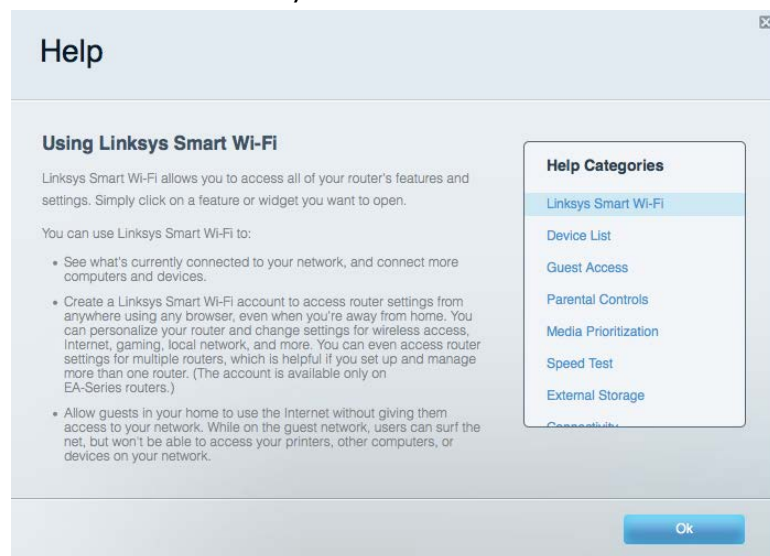 Help
Using Linksys Smart Wi-Fi
Linksys Smart Wi-Fi allows you to access all of your router's features and
settings. Simply click on a feature or widget you want to open.
You can use Linksys Smart Wi-Fi to:
• See what's currently connected to your network, and connect more
computers and devices.
• Create a Linksys Smart Wi-Fi account to access router settings from
anywhere using any browser, even when you're away from home. You
can personalize your router and change settings for wireless access,
Internet, gaming, local network, and more. You can even access router
settings for multiple routers, which is helpful if you set up and manage
more than one router. (The account is available only on
EA-Series routers.)
• Allow guests in your home to use the Internet without giving them
access to your network. While on the guest network, users can surf the
net, but won't be able to access your printers, other computers, or
devices on your network.
Help Categories
Linksys Smart Wi-Fi
Device List
Guest Access
Parental Controls
Media Prioritization
Speed Test
External Storage
Connectivity
Ok